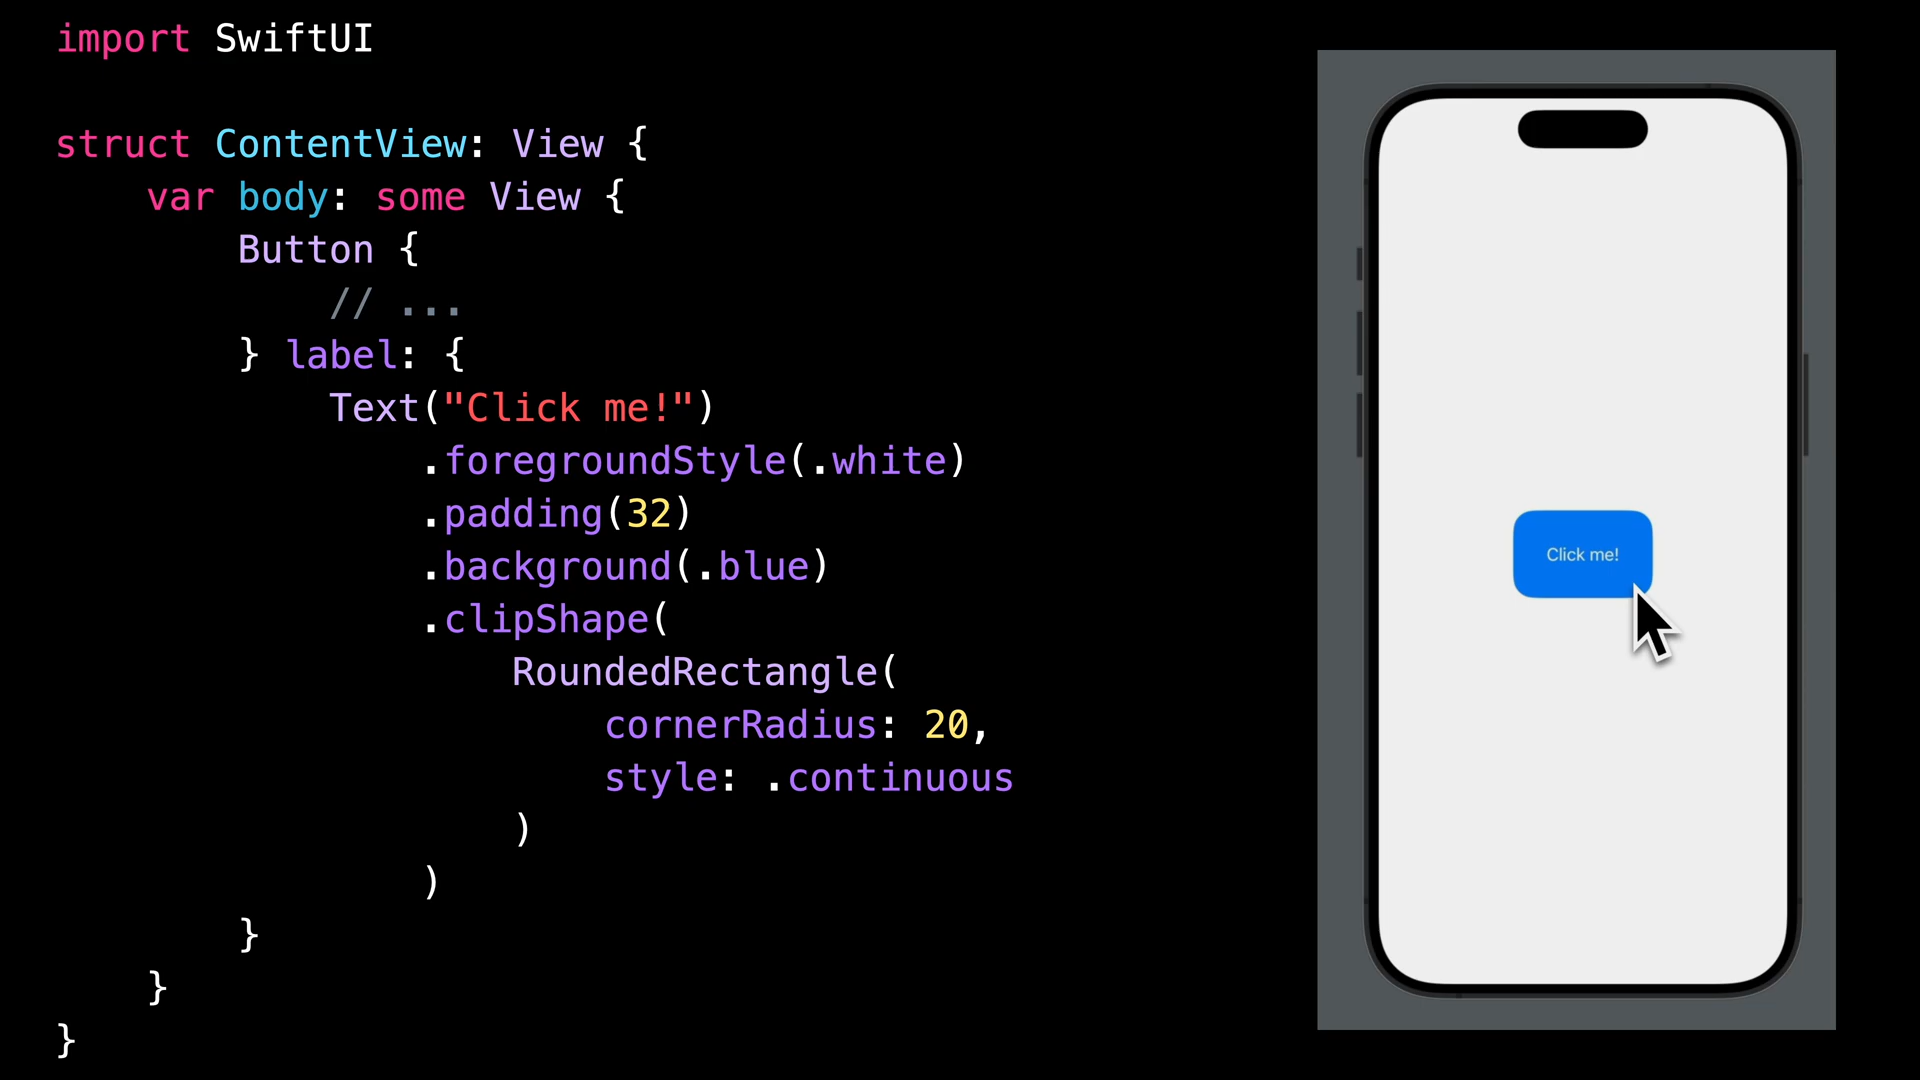 import SwiftUI
struct ContentView: View {
    var body: some View {
        Button {
            // ...
        } label: {
            Text("Click me!")
                .foregroundStyle(.white)
                .padding(32)
                .background(.blue)
                .clipShape(
                    RoundedRectangle(
                        cornerRadius: 20,
                        style: .continuous
                    )
                )
        }
    }
}
Click me!